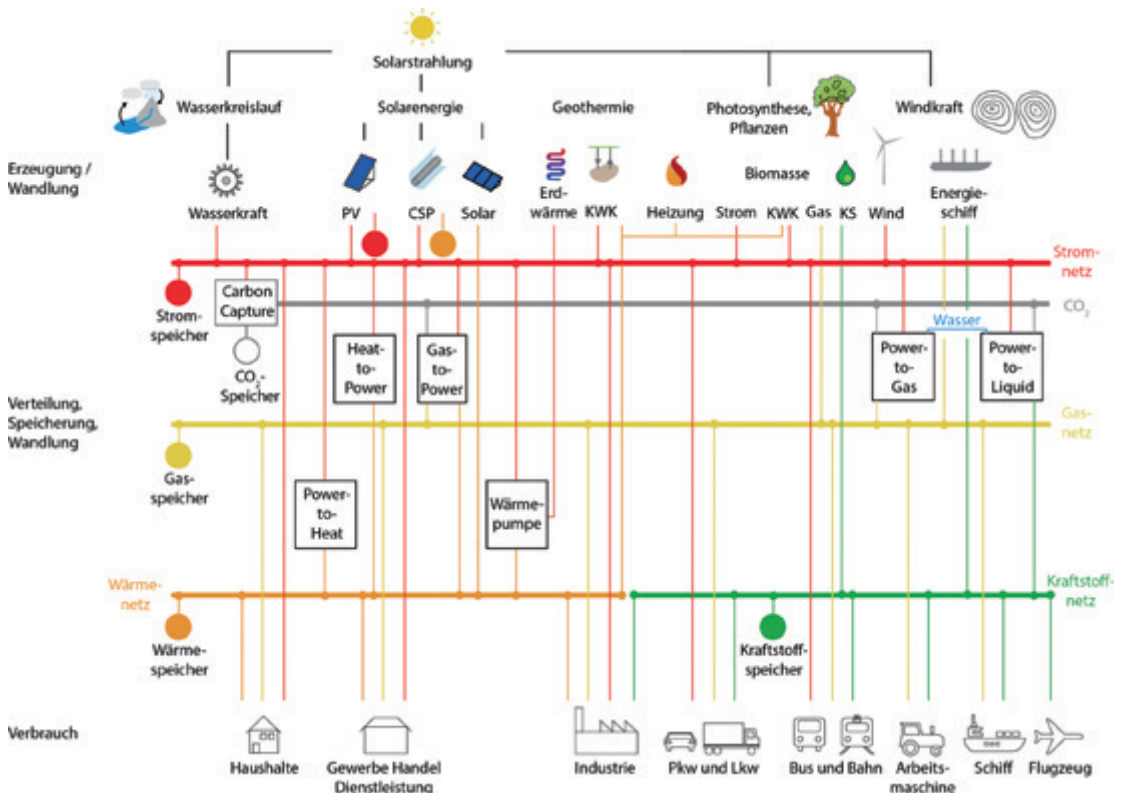 Solarstrahlung
Wasserkreislauf
Solarenergie
Geothermie
Photosynthese,
Pflanzen
Windkraft
Erzeugung /
Wandlung
Biomasse
Wasserkraft
PV
CSP
Solar
Erd-
wärme
KWK
Heizung
Strom
KWK
Gas
KS
Wind
Energie-
schiff
Strom-
netz
Strom-
speicher
Carbon
Capture
CO2
CO2-
Speicher
Heat-
to-
Power
Gas-
to-
Power
Wasser
Power-
to-
Gas
Power-
to-
Liquid
Verteilung,
Speicherung,
Wandlung
Gas-
netz
Gas-
speicher
Power-
to-
Heat
Wärme-
pumpe
Wärme-
netz
Kraftstoff-
netz
Wärme-
speicher
Kraftstoff-
speicher
Verbrauch
Haushalte
Gewerbe Handel
Dienstleistung
Industrie
Pkw und Lkw
Bus und Bahn
Arbeits-
maschine
Schiff
Flugzeug